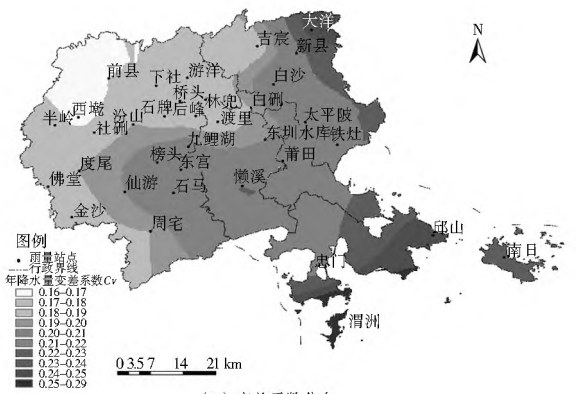 大洋
N
吉宸
新县
前县
下社
游洋
白沙
桥头
林兜
白硎
西城
石牌
后峰
半岭
社硎
汾山
渡里
太平陂
东圳水库
铁灶
九鲤湖
莆田
榜头
东宫
度尾
佛堂
仙游
石马
懒溪
金沙
周宅
邱山
南日
忠门
渭洲
图例
雨量站点
行政界线
年降水量变差系数Cv
0.16–0.17
0.17–0.18
0.18–0.19
0.19–0.20
0.20–0.21
0.21–0.22
0.22–0.23
0.23–0.24
0.24–0.25
0.25–0.29
0 3.5 7 14 21 km